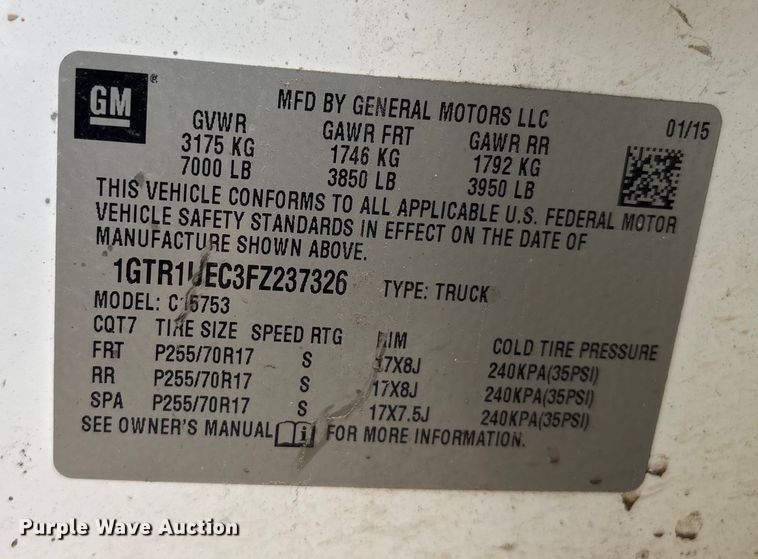 GM ®
MFD BY GENERAL MOTORS LLC 01/15
GVWR GAWR FRT GAWR RR
3175 KG 1746 KG 1792 KG
7000 LB 3850 LB 3950 LB
THIS VEHICLE CONFORMS TO ALL APPLICABLE U.S. FEDERAL MOTOR
VEHICLE SAFETY STANDARDS IN EFFECT ON THE DATE OF
MANUFACTURE SHOWN ABOVE.
1GTR1UEC3FZ237326 TYPE: TRUCK
MODEL: C15753
CQT7 TIRE SIZE SPEED RTG RIM COLD TIRE PRESSURE
FRT P255/70R17 S 17X8J 240KPA(35PSI)
RR P255/70R17 S 17X8J 240KPA(35PSI)
SPA P255/70R17 S 17X7.5J 240KPA(35PSI)
SEE OWNER'S MANUAL i FOR MORE INFORMATION.
Purple Wave Auction